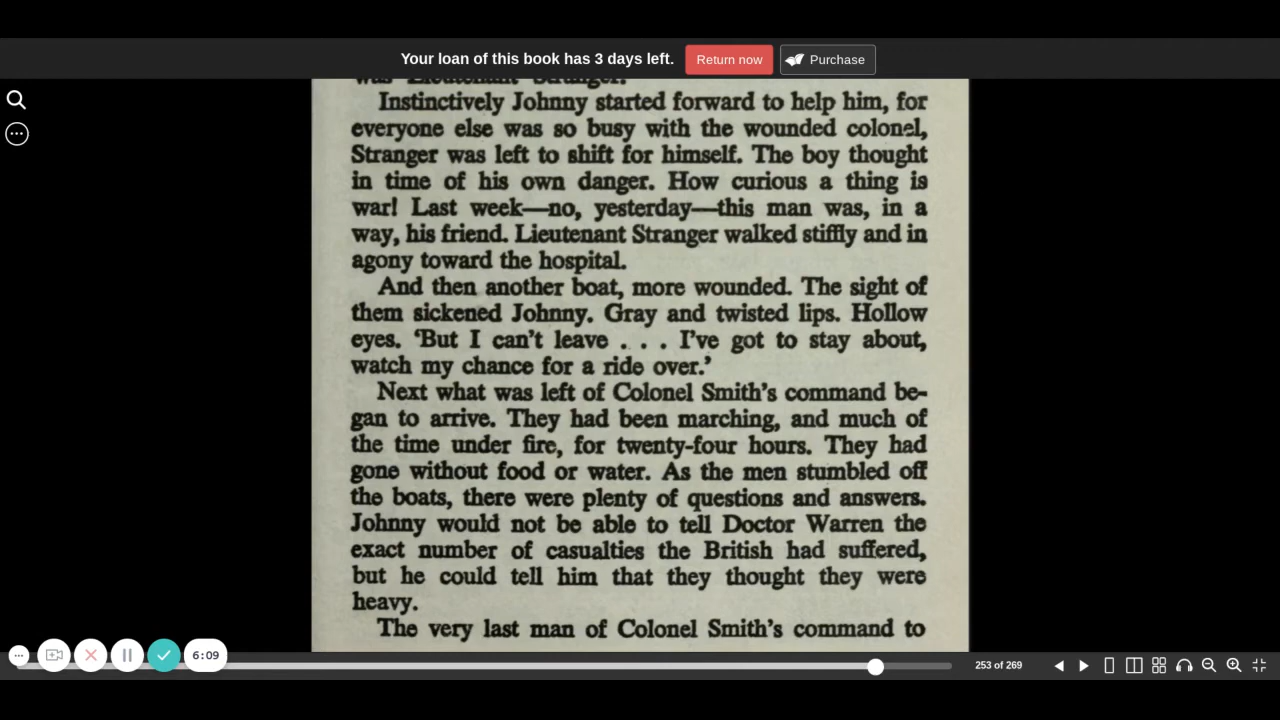 Your loan of this book has 3 days left. Return now Purchase
was Lieutenant Stranger.
Instinctively Johnny started forward to help him, for
everyone else was so busy with the wounded colonel,
Stranger was left to shift for himself. The boy thought
in time of his own danger. How curious a thing is
war! Last week—no, yesterday—this man was, in a
way, his friend. Lieutenant Stranger walked stiffly and in
agony toward the hospital.
And then another boat, more wounded. The sight of
them sickened Johnny. Gray and twisted lips. Hollow
eyes. ‘But I can’t leave . . . I’ve got to stay about,
watch my chance for a ride over.’
Next what was left of Colonel Smith’s command be-
gan to arrive. They had been marching, and much of
the time under fire, for twenty-four hours. They had
gone without food or water. As the men stumbled off
the boats, there were plenty of questions and answers.
Johnny would not be able to tell Doctor Warren the
exact number of casualties the British had suffered,
but he could tell him that they thought they were
heavy.
The very last man of Colonel Smith’s command to
6:09
253 of 269